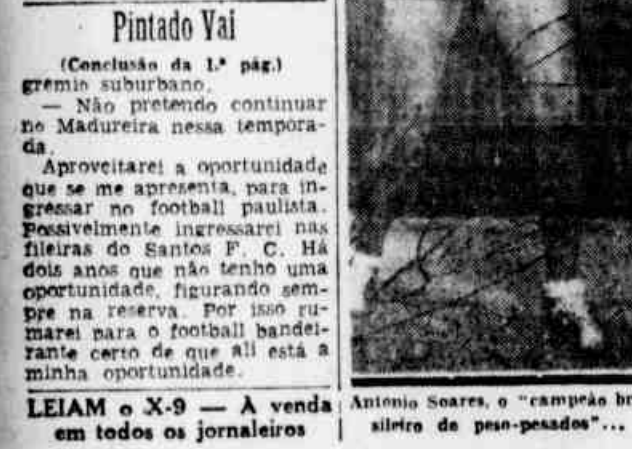 Pintado Vai
(Conclusão da 1.ª pág.)
grêmio suburbano.
— Não pretendo continuar
no Madureira nessa tempora-
da.
Aproveitarei a oportunidade
que se me apresenta, para in-
gressar no football paulista.
Possivelmente ingressarei nas
fileiras do Santos F. C. Há
dois anos que não tenho uma
oportunidade, figurando sem-
pre na reserva. Por isso ru-
marei para o football bandei-
rante certo de que ali está a
minha oportunidade.
LEIAM o X-9 — À venda
em todos os jornaleiros
Antonio Soares, o "campeão br
sileiro de peso-pesados"...